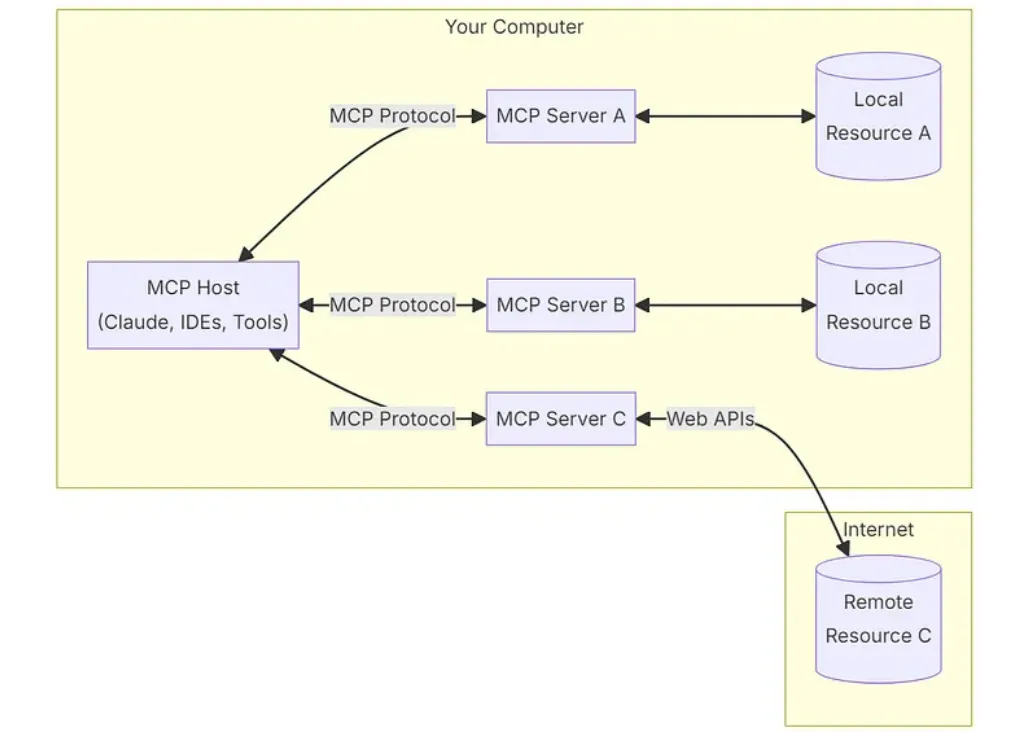 Your Computer
MCP Protocol
MCP Server A
Local
Resource A
MCP Host
(Claude, IDEs, Tools)
MCP Protocol
MCP Server B
Local
Resource B
MCP Protocol
MCP Server C
Web APIs
Internet
Remote
Resource C